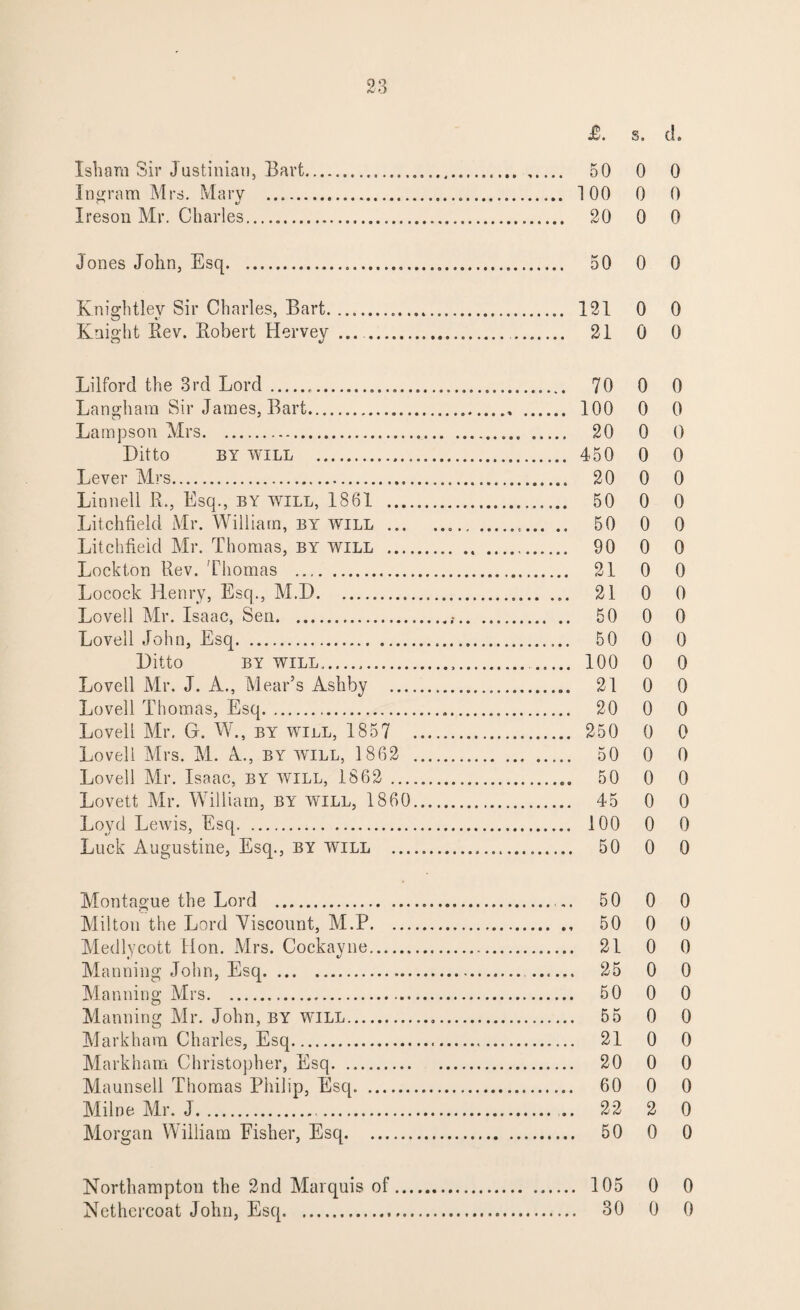 23
£. s. d.
Isham Sir Justinian, Bart. 50 0 0
Ingram Mrs. Mary 100 0 0
Ireson Mr. Charles 20 0 0
Jones John, Esq. 50 0 0
Knightley Sir Charles, Bart. 121 0 0
Knight Rev. Robert Hervey 21 0 0
Lilford the 3rd Lord 70 0 0
Langham Sir James, Bart. 100 0 0
Lampson Mrs. 20 0 0
Ditto BY WILL 450 0 0
Lever Mrs. 20 0 0
Linnell R., Esq., BY WILL, 1861 50 0 0
Litchfield Mr. William, BY WILL 50 0 0
Litchfield Mr. Thomas, BY WILL 90 0 0
Lockton Rev. Thomas 21 0 0
Locock Henry, Esq., M.D. 21 0 0
Lovell Mr. Isaac, Sen. 50 0 0
Lovell John, Esq. 50 0 0
Ditto BY WILL 100 0 0
Lovell Mr. J. A., Mear's Ashby 21 0 0
Lovell Thomas, Esq. 20 0 0
Lovell Mr. G. W., BY WILL, 1857 250 0 0
Lovell Mrs. M. A., BY WILL, 1862 50 0 0
Lovell Mr. Isaac, BY WILL, 1862 50 0 0
Lovett Mr. William, BY WILL, 1860 45 0 0
Loyd Lewis, Esq. 100 0 0
Luck Augustine, Esq., BY WILL 50 0 0
Montague the Lord 50 0 0
Milton the Lord Viscount, M.P. 50 0 0
Medlycott Hon. Mrs. Cockayne 21 0 0
Manning John, Esq. 25 0 0
Manning Mrs. 50 0 0
Manning Mr. John, BY WILL 55 0 0
Markham Charles, Esq. 21 0 0
Markham Christopher, Esq. 20 0 0
Maunsell Thomas Philip, Esq. 60 0 0
Milne Mr. J. 22 2 0
Morgan William Fisher, Esq. 50 0 0
Northampton the 2nd Marquis of 105 0 0
Nethercoat John, Esq. 30 0 0